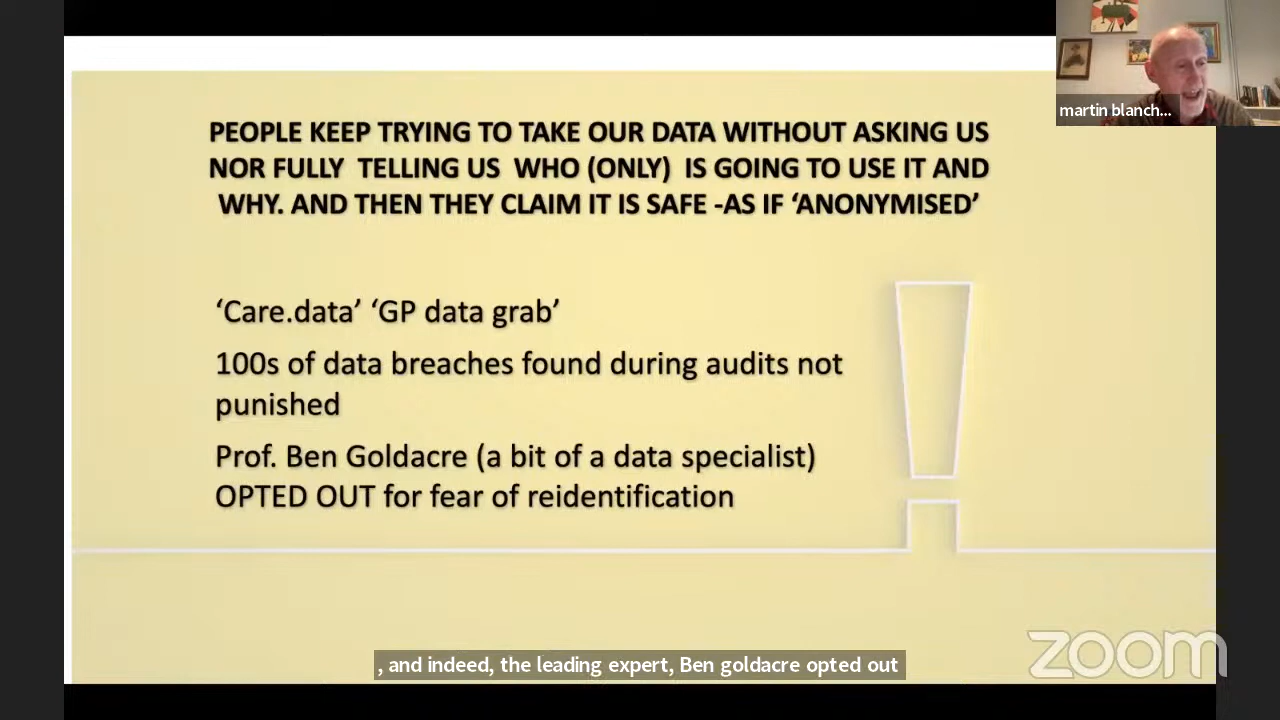 martin blanch...
PEOPLE KEEP TRYING TO TAKE OUR DATA WITHOUT ASKING US
NOR FULLY TELLING US WHO (ONLY) IS GOING TO USE IT AND
WHY. AND THEN THEY CLAIM IT IS SAFE -AS IF ‘ANONYMISED’
‘Care.data’ ‘GP data grab’
100s of data breaches found during audits not
punished
Prof. Ben Goldacre (a bit of a data specialist)
OPTED OUT for fear of reidentification
, and indeed, the leading expert, Ben goldacre opted out
zoom